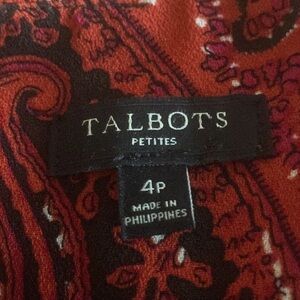 TALBOTS
PETITES
4P
MADE IN
PHILIPPINES